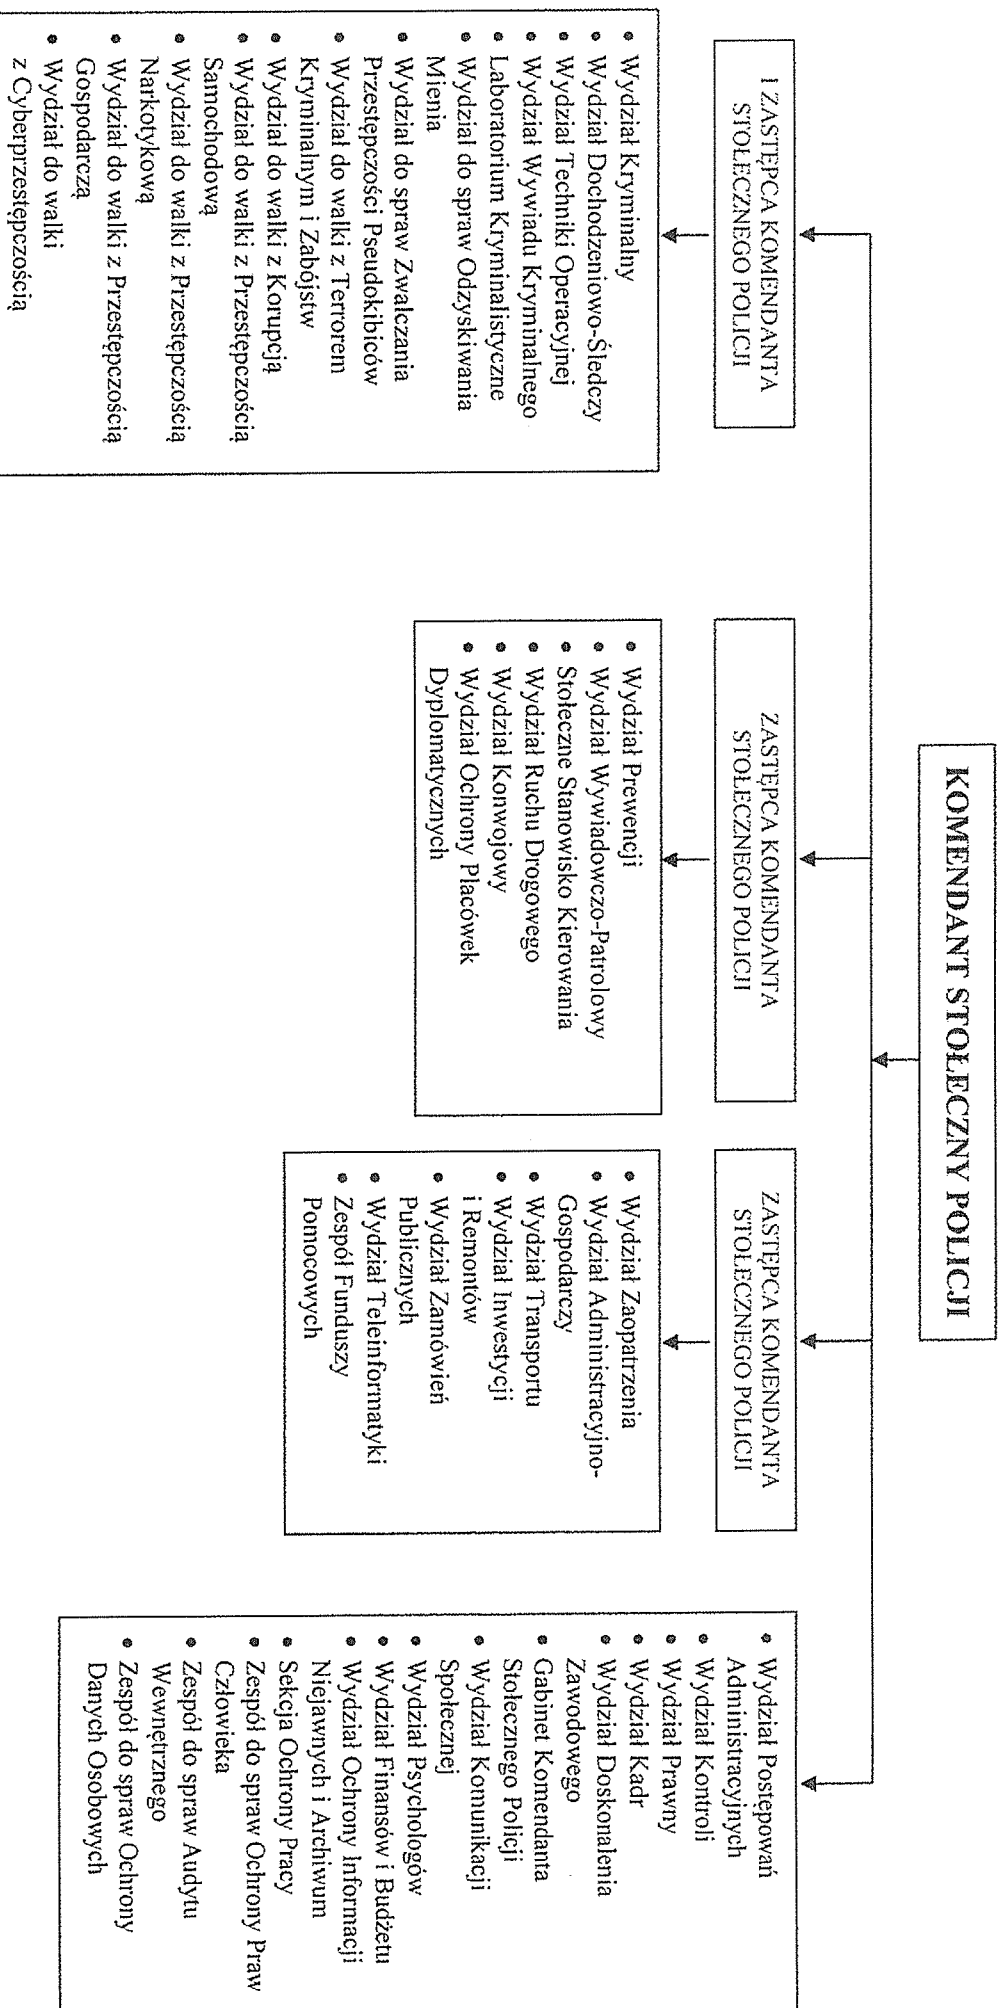 KOMENDANT STOŁECZNY POLICJI
I ZASTĘPCA KOMENDANTA
STOŁECZNEGO POLICJI
• Wydział Kryminalny
• Wydział Dochodzeniowo-Śledczy
• Wydział Techniki Operacyjnej
• Wydział Wywiadu Kryminalnego
• Laboratorium Kryminalistyczne
• Wydział do spraw Odzyskiwania
Mienia
• Wydział do spraw Zwalczania
Przestępczości Pseudokibiców
• Wydział do walki z Terrorem
Kryminalnym i Zabójstw
• Wydział do walki z Korupcją
• Wydział do walki z Przestępczością
Samochodową
• Wydział do walki z Przestępczością
Narkotykową
• Wydział do walki z Przestępczością
Gospodarczą
• Wydział do walki
z Cyberprzestępczością
ZASTĘPCA KOMENDANTA
STOŁECZNEGO POLICJI
• Wydział Prewencji
• Wydział Wywiadowczo-Patrolowy
• Stołeczne Stanowisko Kierowania
• Wydział Ruchu Drogowego
• Wydział Konwojowy
• Wydział Ochrony Placówek
Dyplomatycznych
ZASTĘPCA KOMENDANTA
STOŁECZNEGO POLICJI
• Wydział Zaopatrzenia
• Wydział Administracyjno-
Gospodarczy
• Wydział Transportu
• Wydział Inwestycji
i Remontów
• Wydział Zamówień
Publicznych
• Wydział Teleinformatyki
• Zespół Funduszy
Pomocowych
• Wydział Postępowań
Administracyjnych
• Wydział Kontroli
• Wydział Prawny
• Wydział Kadr
• Wydział Doskonalenia
Zawodowego
• Gabinet Komendanta
Stołecznego Policji
• Wydział Komunikacji
Społecznej
• Wydział Psychologów
• Wydział Finansów i Budżetu
• Wydział Ochrony Informacji
Niejawnych i Archiwum
• Sekcja Ochrony Pracy
• Zespół do spraw Ochrony Praw
Człowieka
• Zespół do spraw Audytu
Wewnętrznego
• Zespół do spraw Ochrony
Danych Osobowych